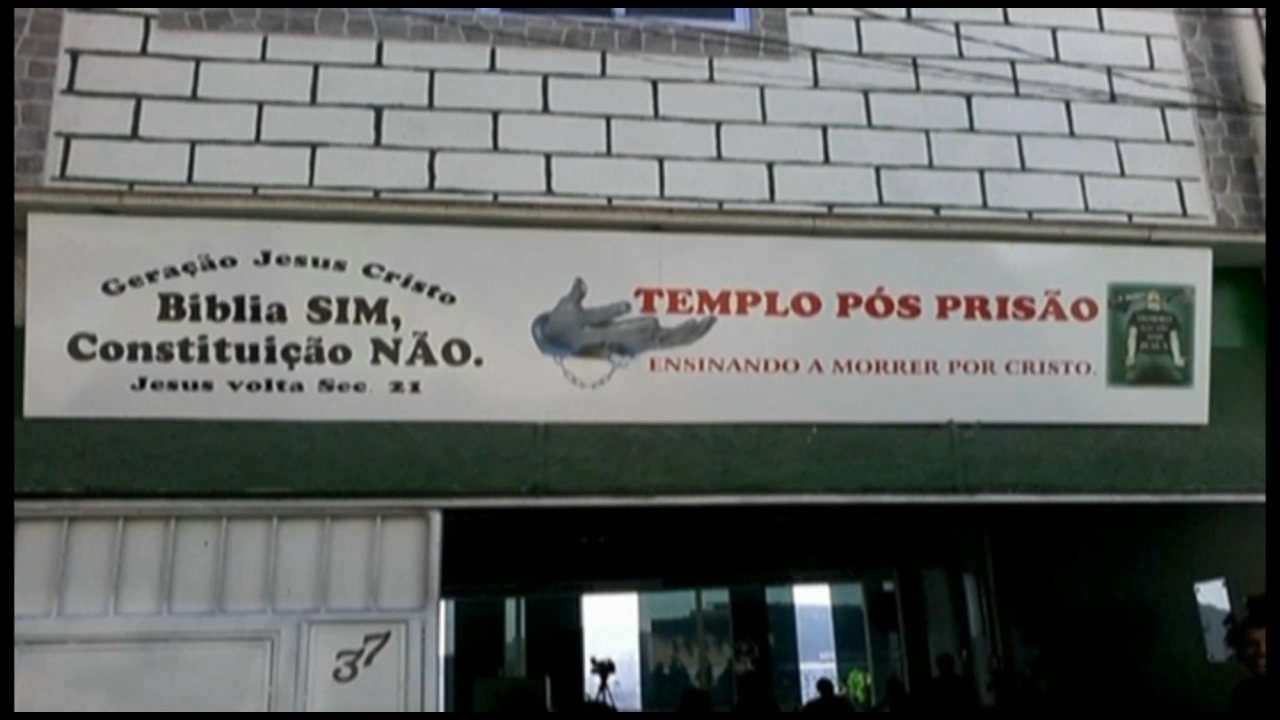 Geração Jesus Cristo
Biblia SIM,
Constituição NÃO.
Jesus volta Sec. 21
TEMPLO PÓS PRISÃO
ENSINANDO A MORRER POR CRISTO.
37